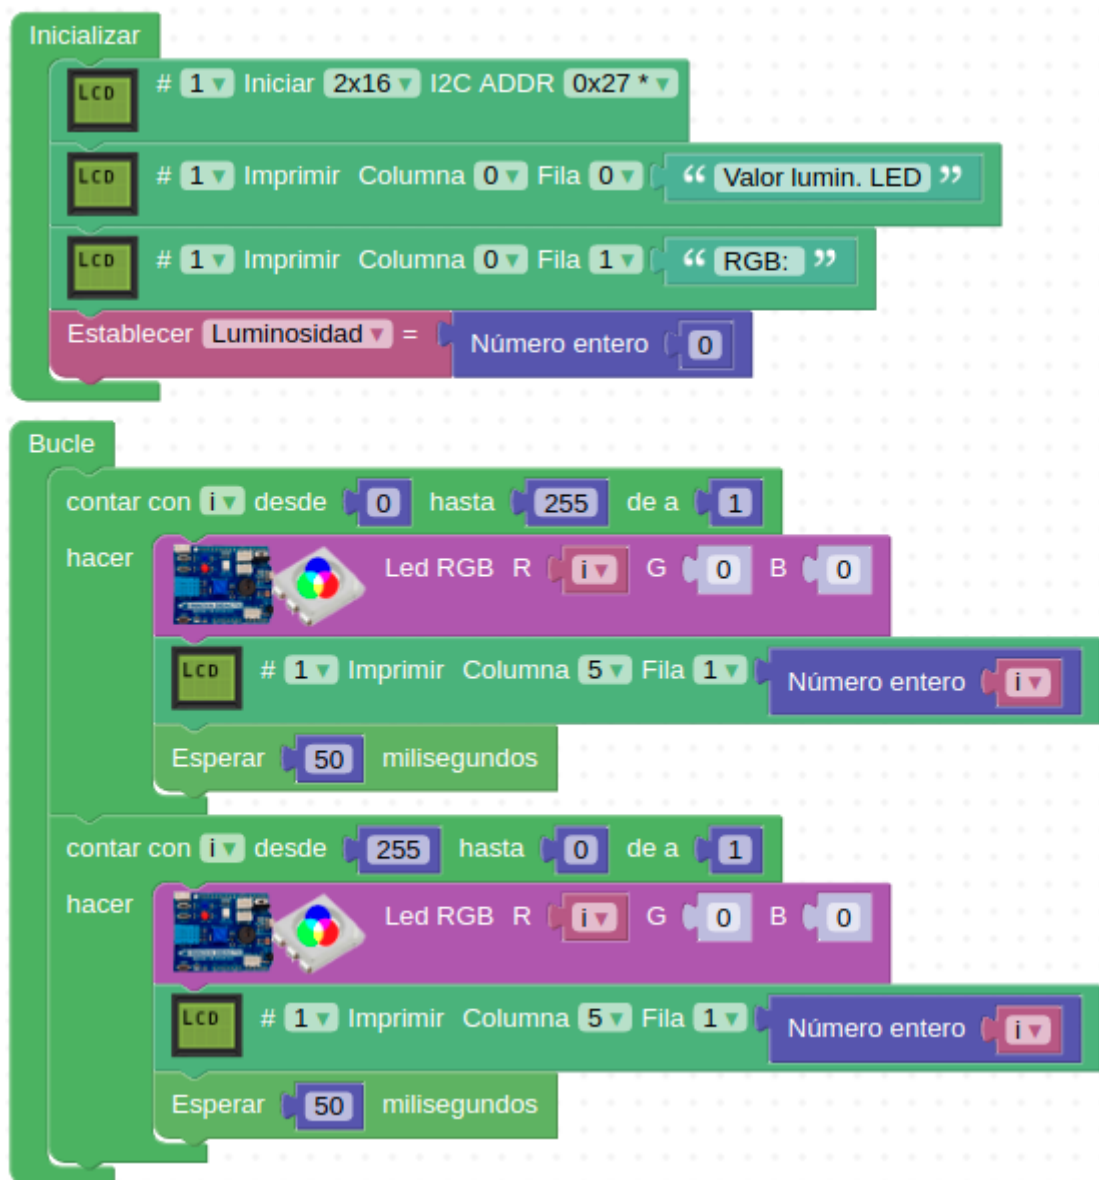 Inicializar
LCD # 1 Iniciar 2x16 I2C ADDR 0x27 *
LCD # 1 Imprimir Columna 0 Fila 0 “ Valor lumin. LED ”
LCD # 1 Imprimir Columna 0 Fila 1 “ RGB: ”
Establecer Luminosidad = Número entero 0
Bucle
contar con i desde 0 hasta 255 de a 1
hacer
Led RGB R i G 0 B 0
LCD # 1 Imprimir Columna 5 Fila 1 Número entero i
Esperar 50 milisegundos
contar con i desde 255 hasta 0 de a 1
hacer
Led RGB R i G 0 B 0
LCD # 1 Imprimir Columna 5 Fila 1 Número entero i
Esperar 50 milisegundos